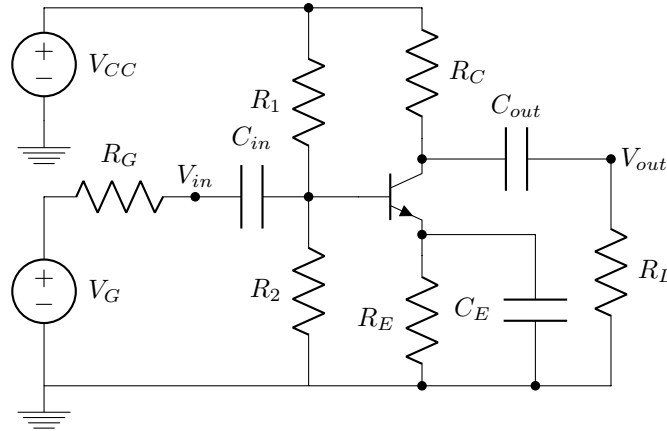 V_{CC}
R_1
R_C
C_{in}
C_{out}
R_G
V_{in}
V_{out}
V_G
R_2
R_E
C_E
R_L